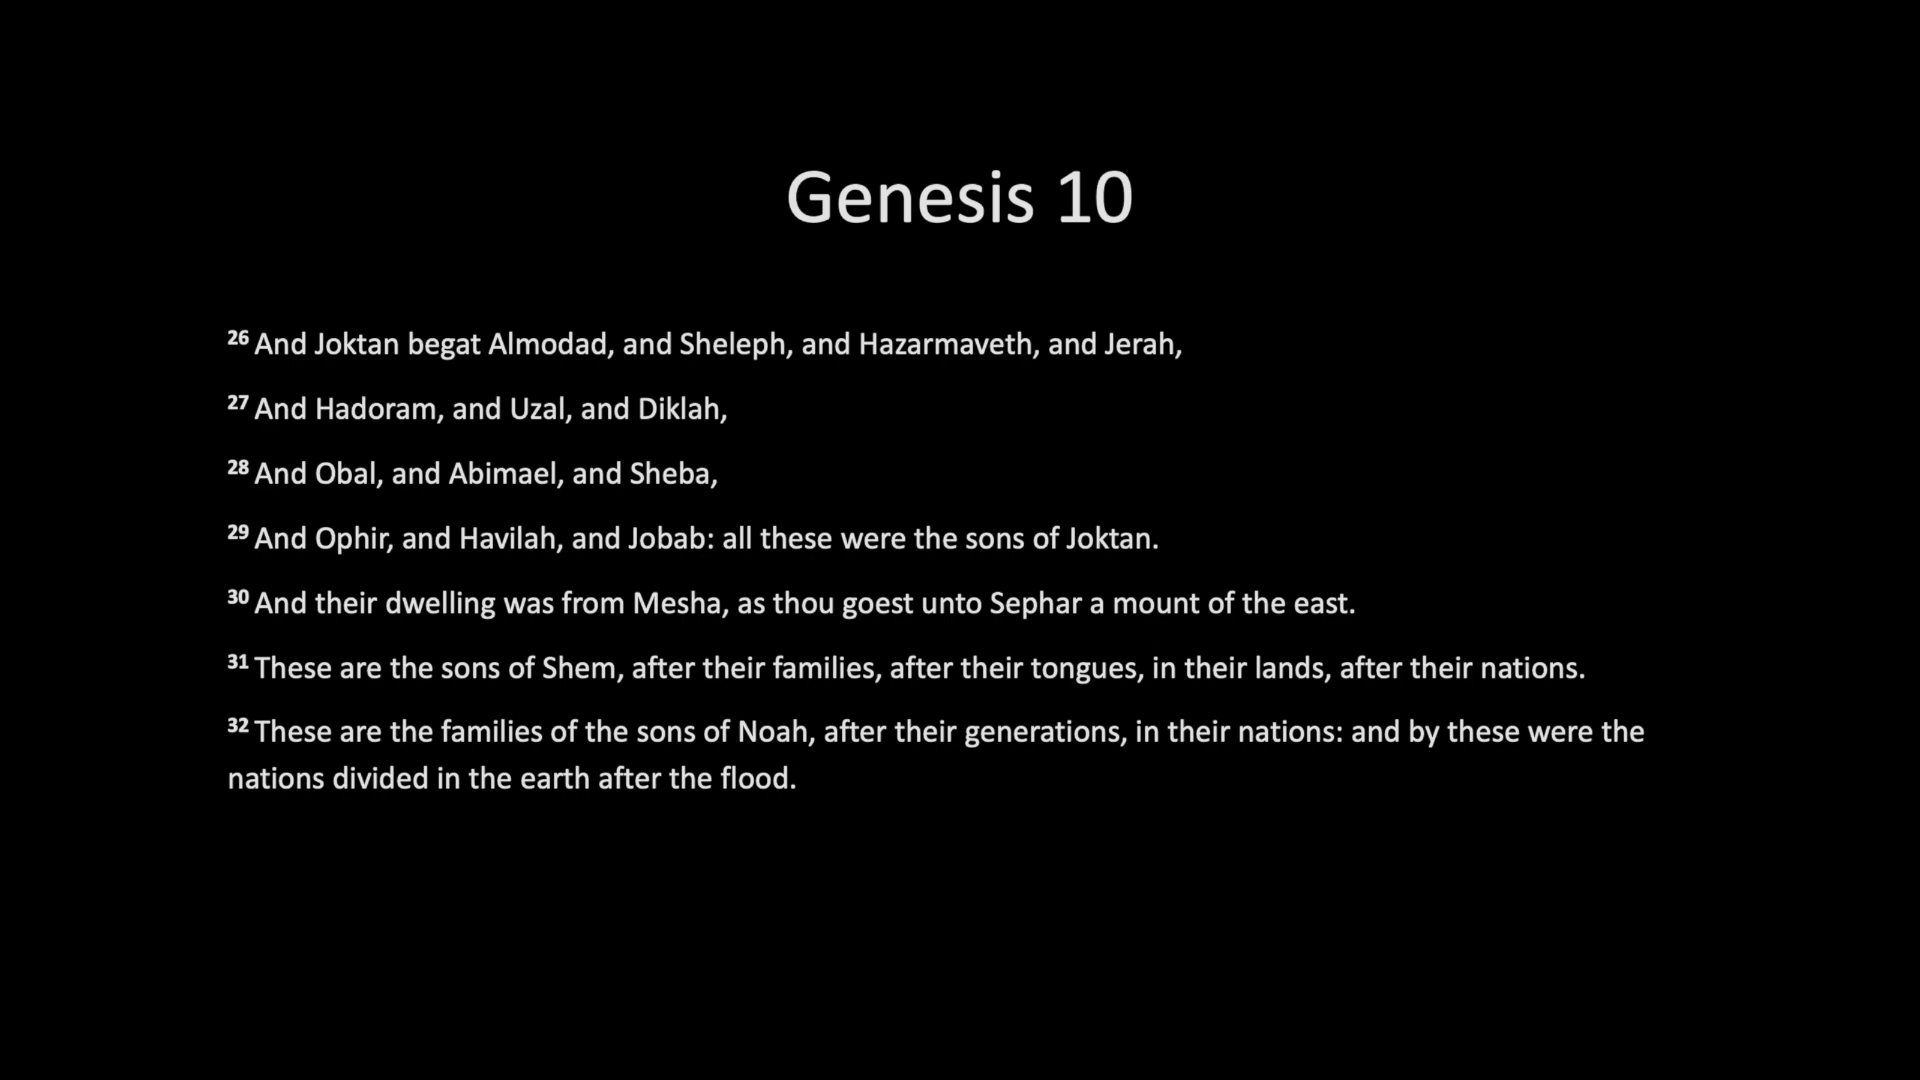 Genesis 10
26 And Joktan begat Almodad, and Sheleph, and Hazarmaveth, and Jerah,
27 And Hadoram, and Uzal, and Diklah,
28 And Obal, and Abimael, and Sheba,
29 And Ophir, and Havilah, and Jobab: all these were the sons of Joktan.
30 And their dwelling was from Mesha, as thou goest unto Sephar a mount of the east.
31 These are the sons of Shem, after their families, after their tongues, in their lands, after their nations.
32 These are the families of the sons of Noah, after their generations, in their nations: and by these were the
nations divided in the earth after the flood.